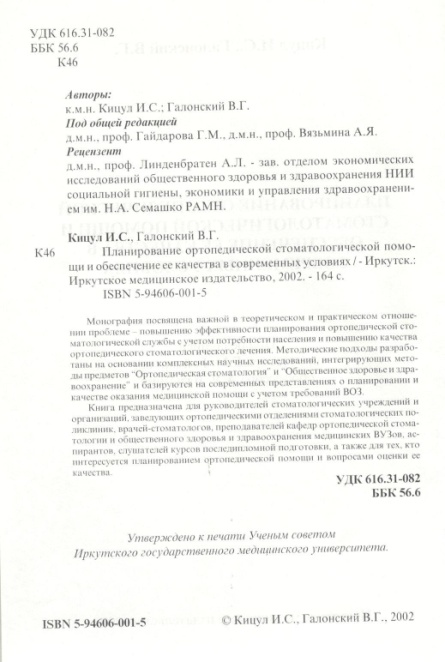 УДК 616.31-082
ББК 56.6
К46
Авторы:
к.м.н. Кицул И.С.; Галонский В.Г.
Под общей редакцией
д.м.н., проф. Гайдарова Г.М., д.м.н., проф. Вязьмина А.Я.
Рецензент
д.м.н., проф. Линденбратен А.Л. - зав. отделом экономических
исследований общественного здоровья и здравоохранения НИИ
социальной гигиены, экономики и управления здравоохранени-
ем им. Н.А. Семашко РАМН.
Кицул И.С., Галонский В.Г.
К46 Планирование ортопедической стоматологической помо-
щи и обеспечение ее качества в современных условиях / - Иркутск.:
Иркутское медицинское издательство, 2002. - 164 с.
ISBN 5-94606-001-5
Монография посвящена важной в теоретическом и практическом отноше-
нии проблеме – повышению эффективности планирования ортопедической сто-
матологической службы с учетом потребности населения и повышению качества
ортопедического стоматологического лечения. Методические подходы разрабо-
таны на основании комплексных научных исследований, интегрирующих мето-
ды предметов "Ортопедическая стоматология" и "Общественное здоровье и здра-
воохранение" и базируются на современных представлениях о планировании и
качестве оказания медицинской помощи с учетом требований ВОЗ.
Книга предназначена для руководителей стоматологических учреждений и
организаций, заведующих ортопедическими отделениями стоматологических по-
ликлиник, врачей-стоматологов, преподавателей кафедр ортопедической стома-
тологии и общественного здоровья и здравоохранения медицинских ВУЗов, ас-
пирантов, слушателей курсов последипломной подготовки, а также для тех, кто
интересуется планированием ортопедической помощи и вопросами оценки ее
качества.
УДК 616.31-082
ББК 56.6
Утверждено к печати Ученым советом
Иркутского государственного медицинского университета.
ISBN 5-94606-001-5 © Кицул И.С., Галонский В.Г., 2002